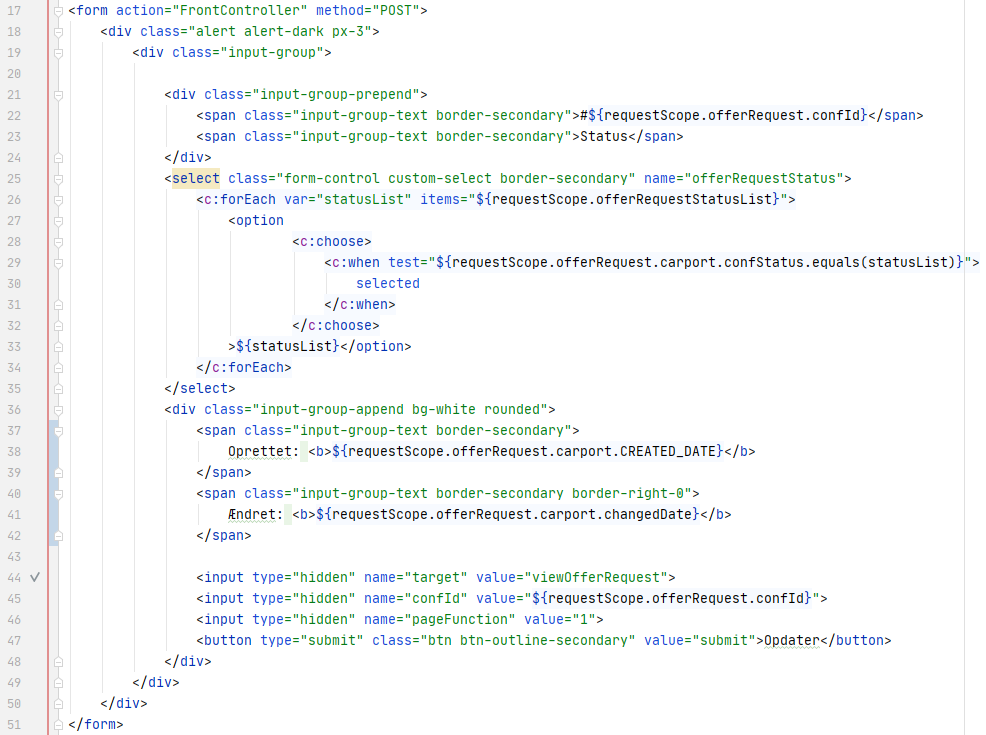 17 <form action="FrontController" method="POST">
18 <div class="alert alert-dark px-3">
19 <div class="input-group">
20
21 <div class="input-group-prepend">
22 <span class="input-group-text border-secondary">#${requestScope.offerRequest.confId}</span>
23 <span class="input-group-text border-secondary">Status</span>
24 </div>
25 <select class="form-control custom-select border-secondary" name="offerRequestStatus">
26 <c:forEach var="statusList" items="${requestScope.offerRequestStatusList}">
27 <option
28 <c:choose>
29 <c:when test="${requestScope.offerRequest.carport.confStatus.equals(statusList)}">
30 selected
31 </c:when>
32 </c:choose>
33 >${statusList}</option>
34 </c:forEach>
35 </select>
36 <div class="input-group-append bg-white rounded">
37 <span class="input-group-text border-secondary">
38 Oprettet: <b>${requestScope.offerRequest.carport.CREATED_DATE}</b>
39 </span>
40 <span class="input-group-text border-secondary border-right-0">
41 Ændret: <b>${requestScope.offerRequest.carport.changedDate}</b>
42 </span>
43
44 <input type="hidden" name="target" value="viewOfferRequest">
45 <input type="hidden" name="confId" value="${requestScope.offerRequest.confId}">
46 <input type="hidden" name="pageFunction" value="1">
47 <button type="submit" class="btn btn-outline-secondary" value="submit">Opdater</button>
48 </div>
49 </div>
50 </div>
51 </form>